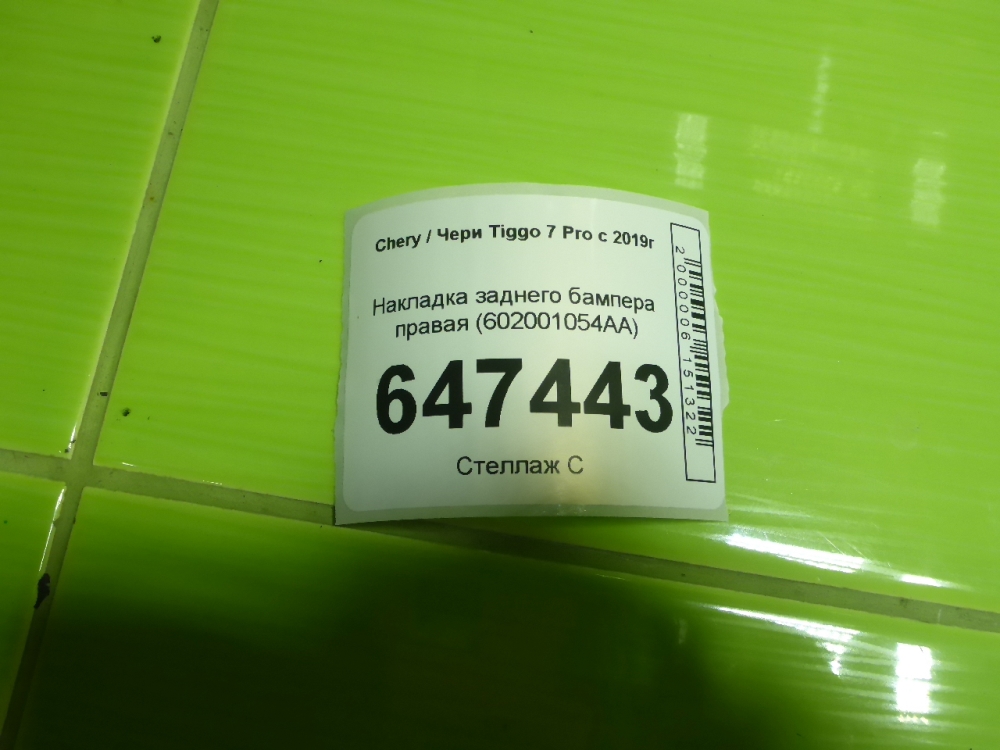 Chery / Чери Tiggo 7 Pro с 2019г
Накладка заднего бампера
правая (602001054AA)
647443
Стеллаж С
2000006151322